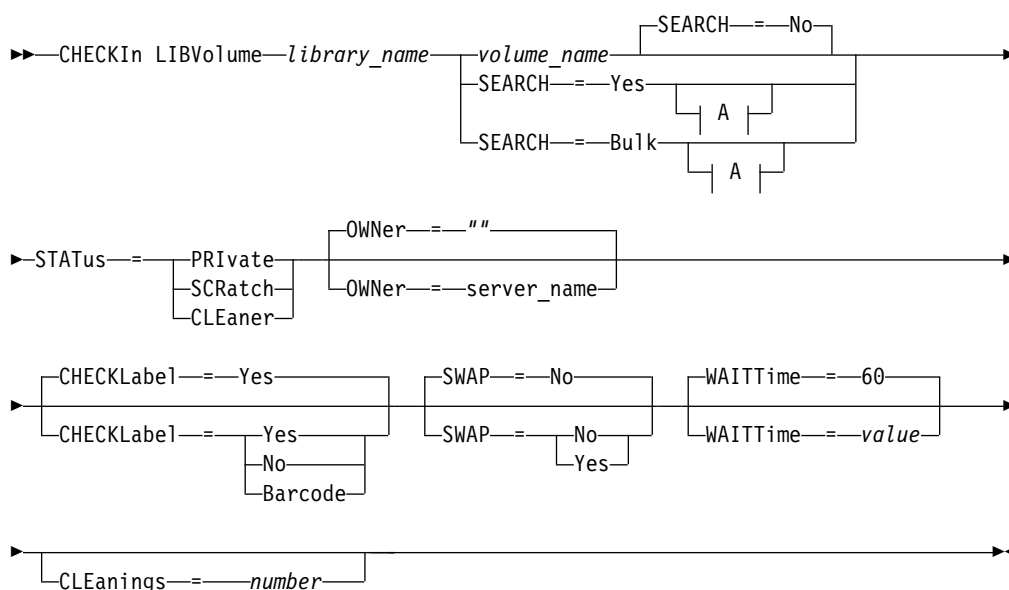 SEARCH = No
CHECKIn LIBVolume library_name volume_name
SEARCH = Yes
A
SEARCH = Bulk
A
OWNer = ""
STATus = PRIvate
SCRatch OWNer = server_name
CLEaner
CHECKLabel = Yes SWAP = No WAITTime = 60
CHECKLabel = Yes SWAP = No WAITTime = value
No Yes
Barcode
CLEanings = number